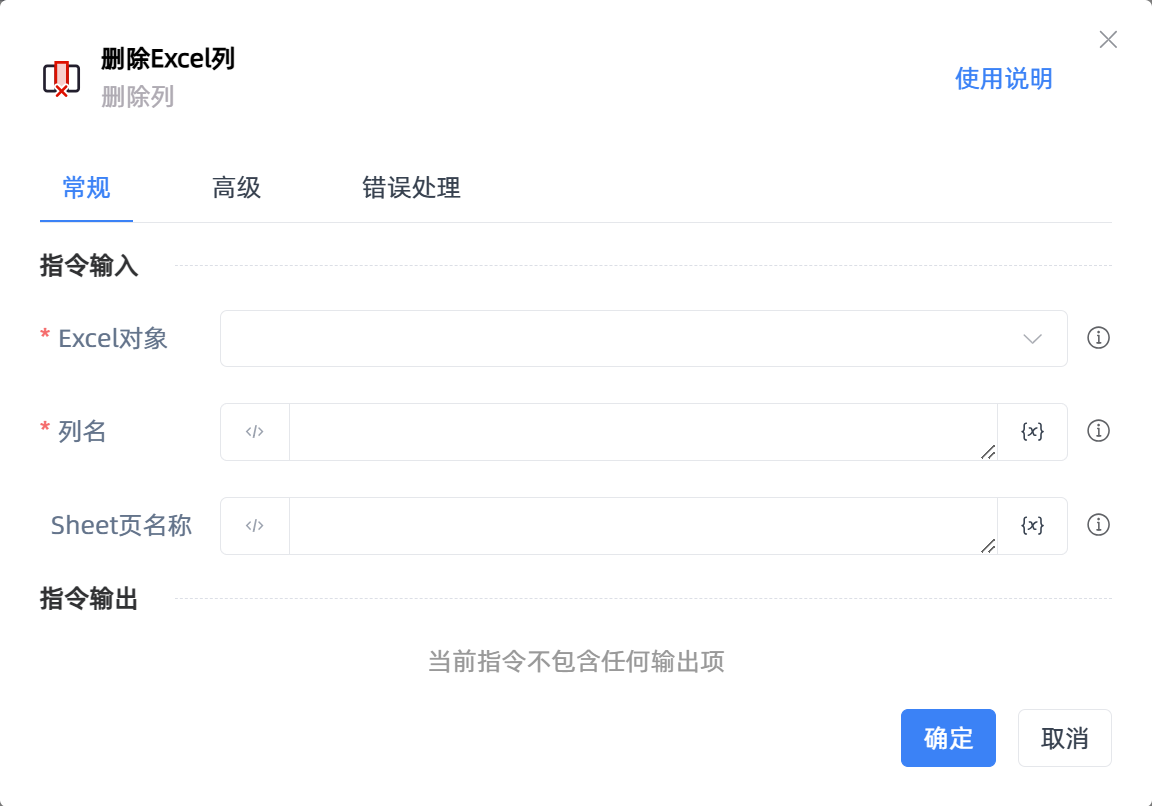 删除Excel列
删除列
使用说明
常规 高级 错误处理
指令输入
* Excel对象
* 列名 </> {x}
Sheet页名称 </> {x}
指令输出
当前指令不包含任何输出项
确定 取消